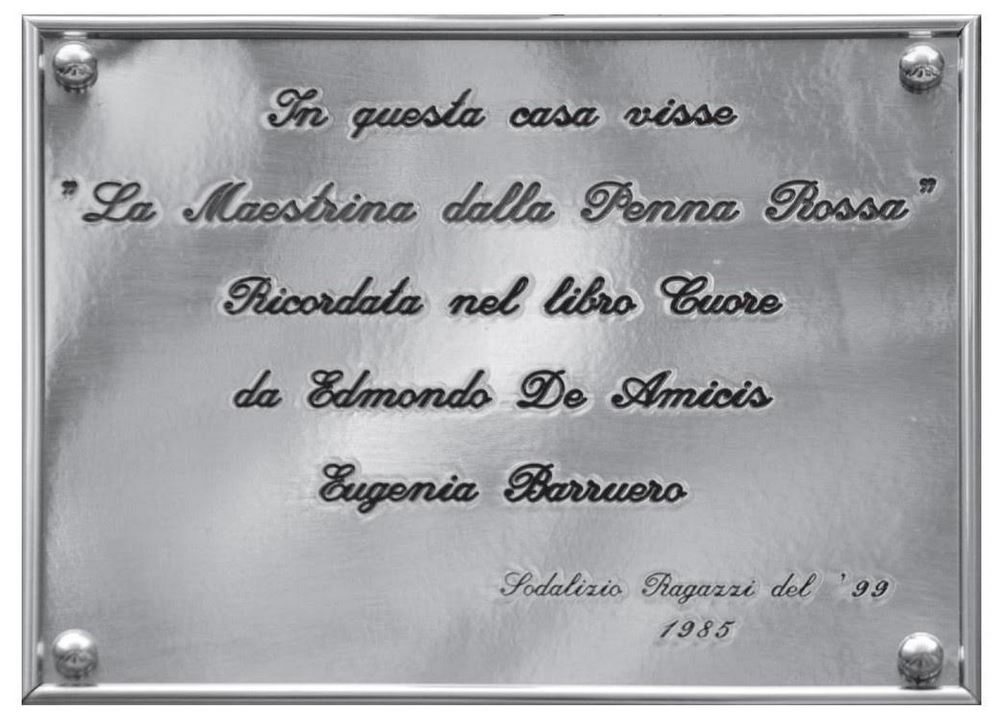 In questa casa visse
"La Maestrina dalla Penna Rossa"
Ricordata nel libro Cuore
da Edmondo De Amicis
Eugenia Barruero
Sodalizio Ragazzi del '99
1985